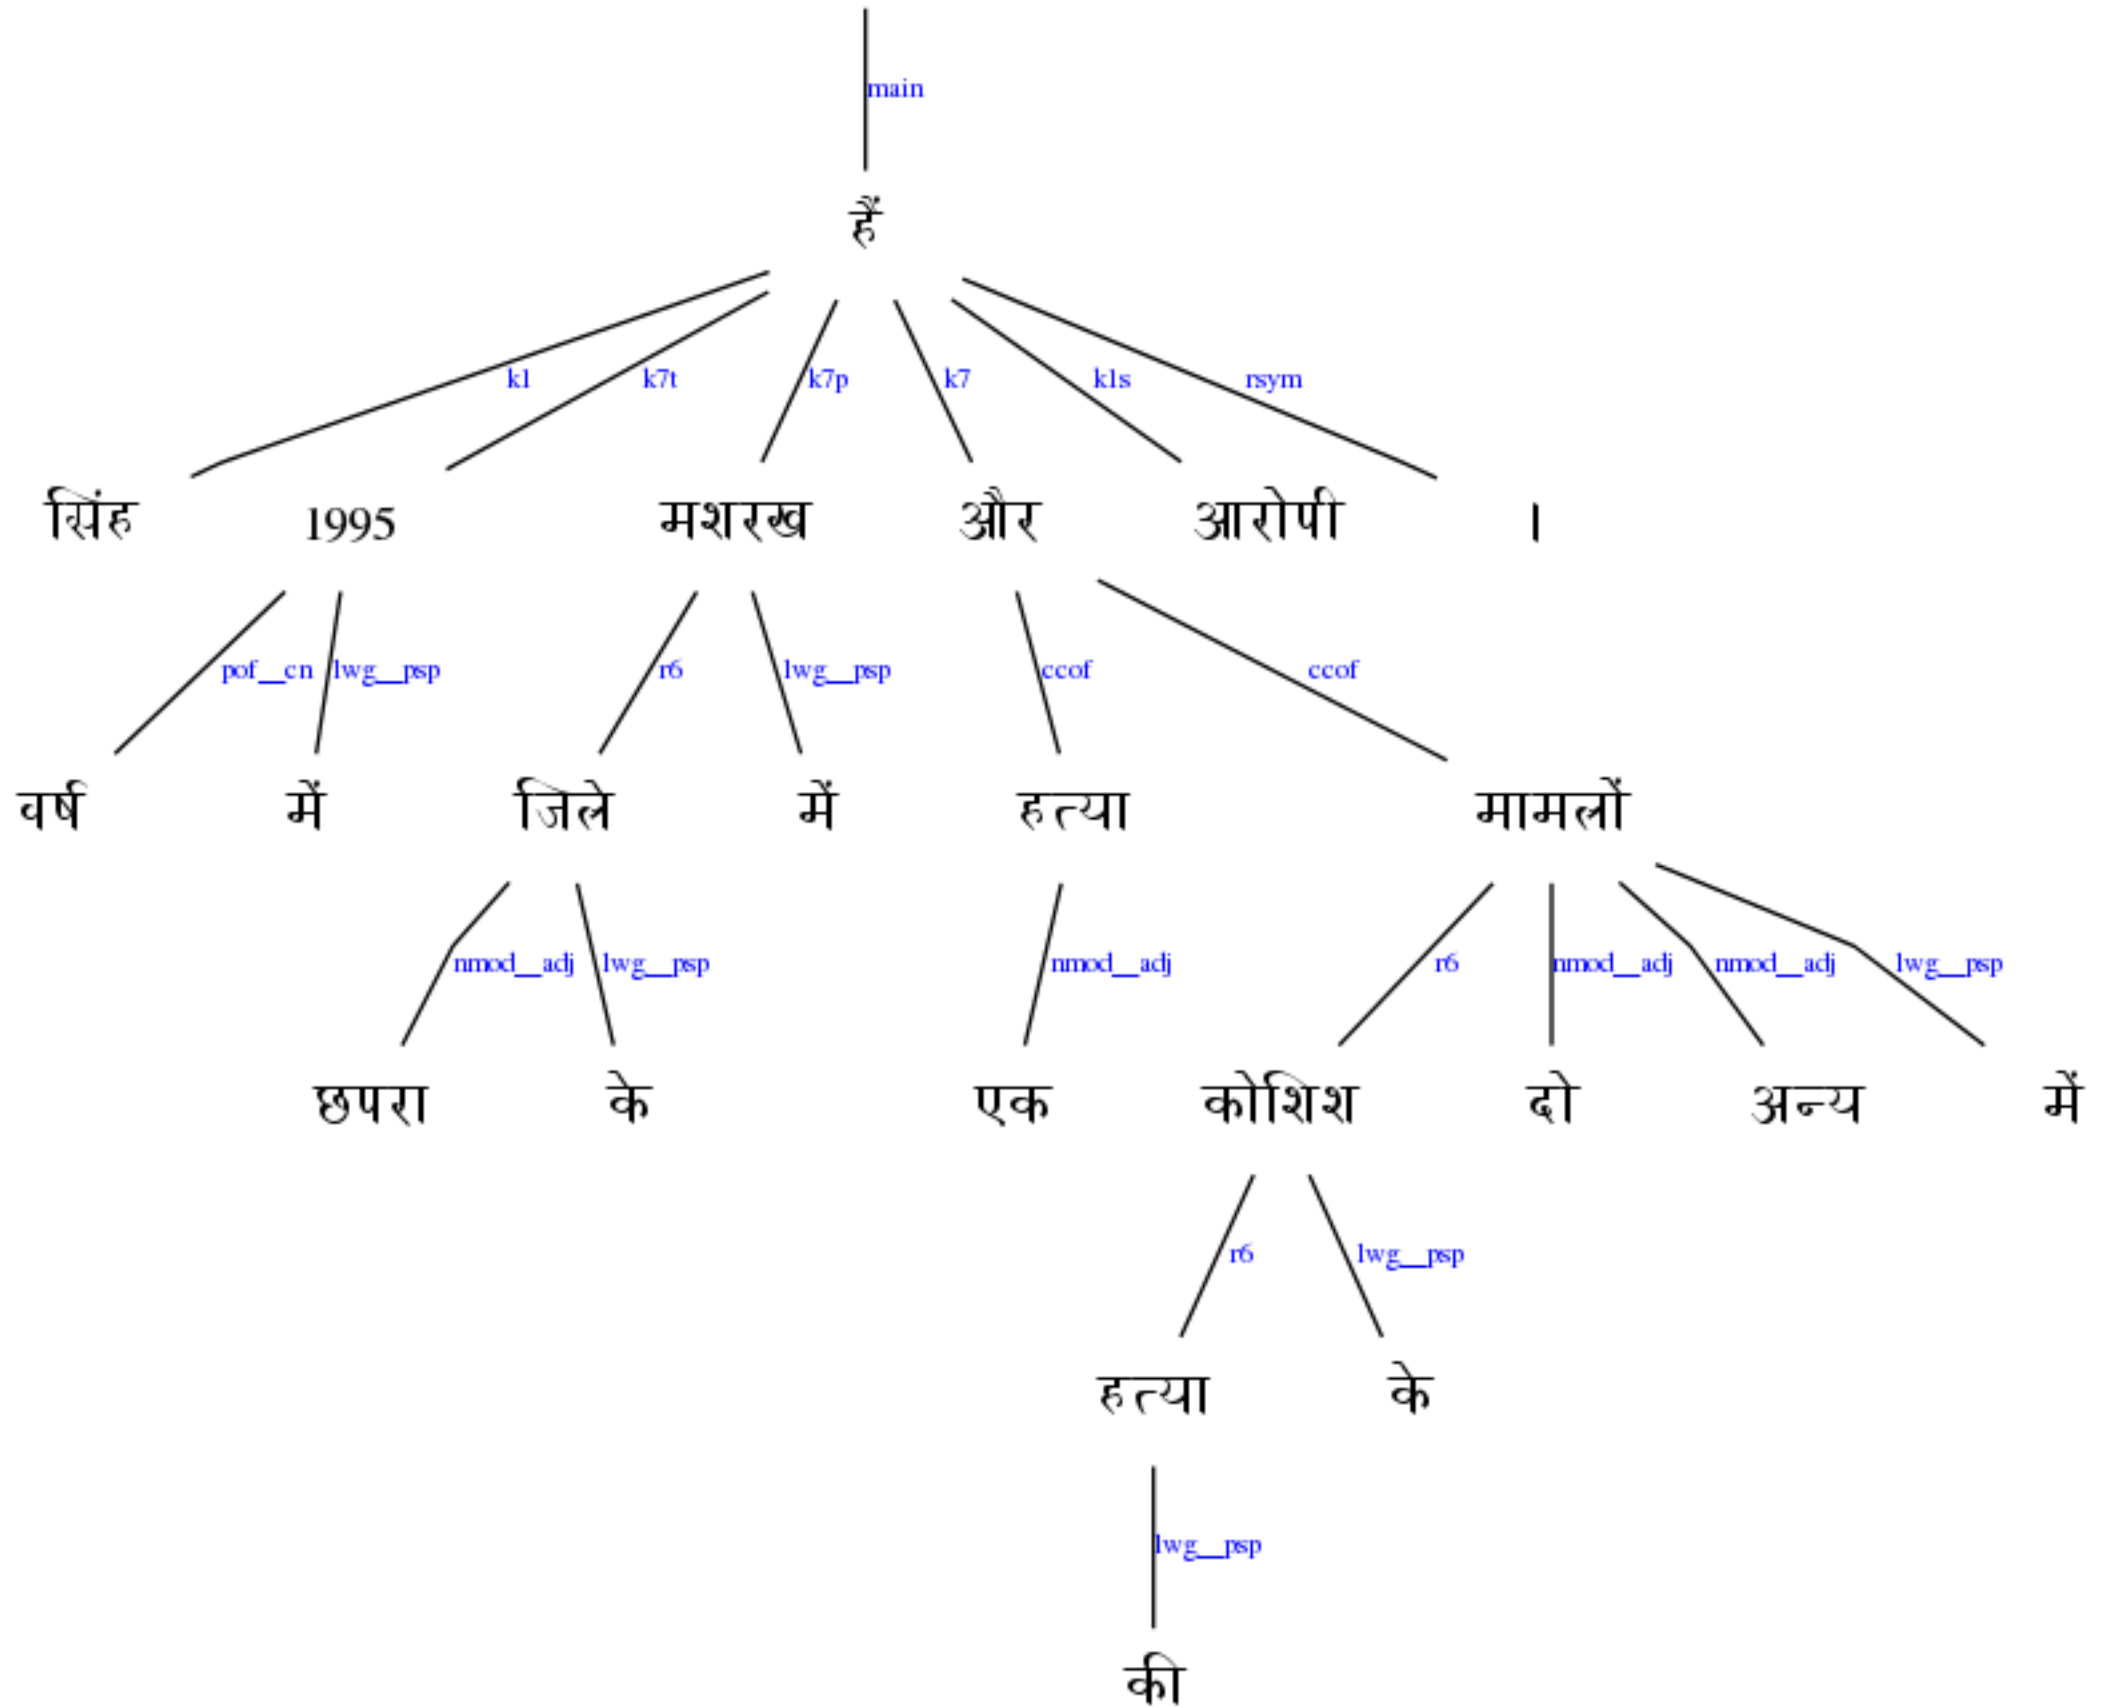 main
हैं
k1 k7t k7p k7 k1s rsym
सिंह 1995 मशरख और आरोपी ।
pof__cn lwg__psp r6 lwg__psp ccof ccof
वर्ष में जिले में हत्या मामलों
nmod__adj lwg__psp nmod__adj r6 nmod__adj nmod__adj lwg__psp
छपरा के एक कोशिश दो अन्य में
r6 lwg__psp
हत्या के
lwg__psp
की